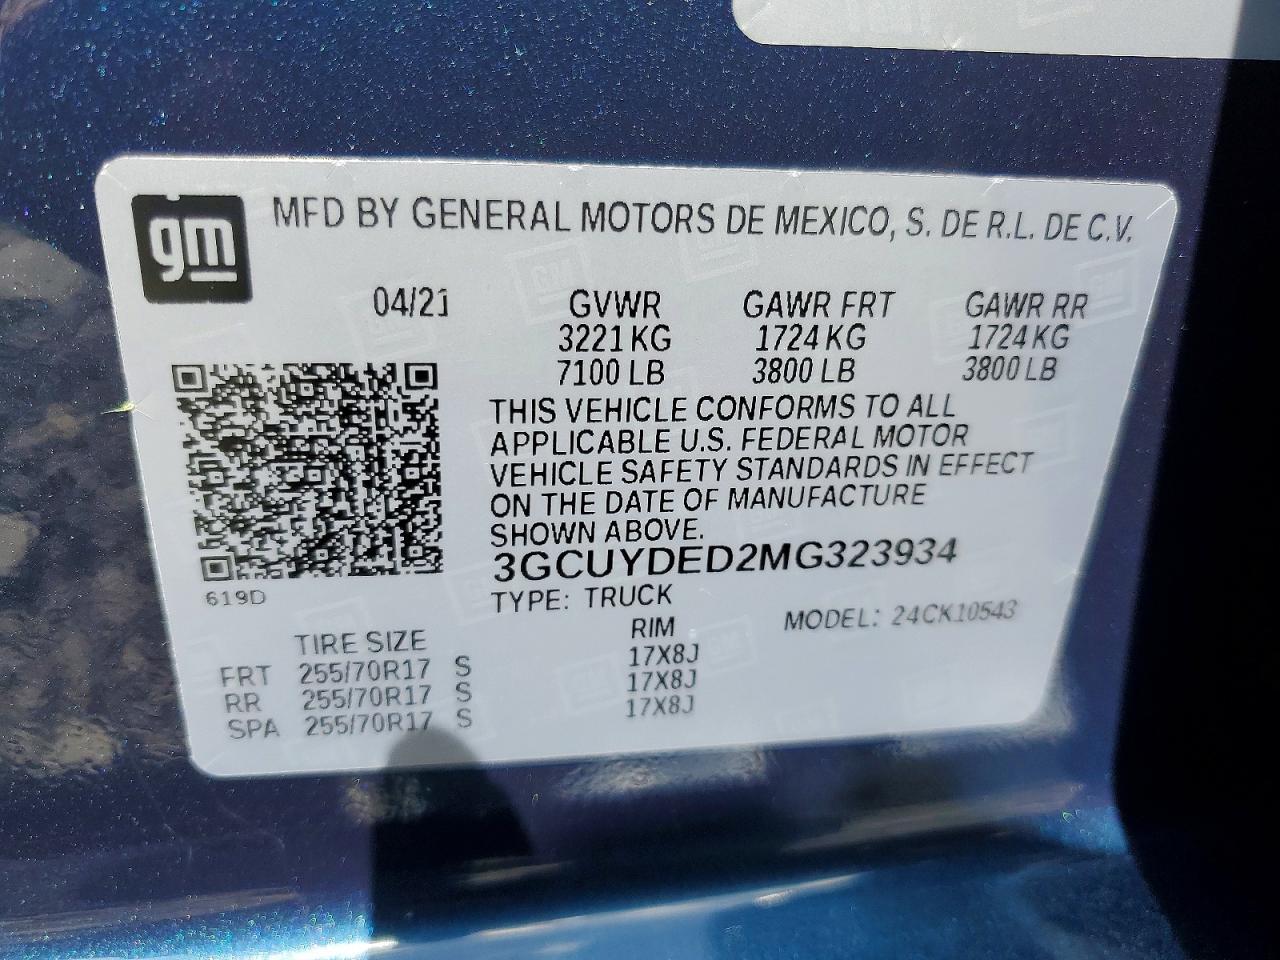 gm
MFD BY GENERAL MOTORS DE MEXICO, S. DE R.L. DE C.V.
04/21 GVWR GAWR FRT GAWR RR
3221 KG 1724 KG 1724 KG
7100 LB 3800 LB 3800 LB
THIS VEHICLE CONFORMS TO ALL
APPLICABLE U.S. FEDERAL MOTOR
VEHICLE SAFETY STANDARDS IN EFFECT
ON THE DATE OF MANUFACTURE
SHOWN ABOVE.
3GCUYDED2MG323934
619D
TYPE: TRUCK MODEL: 24CK10543
TIRE SIZE RIM
FRT 255/70R17 S 17X8J
RR 255/70R17 S 17X8J
SPA 255/70R17 S 17X8J